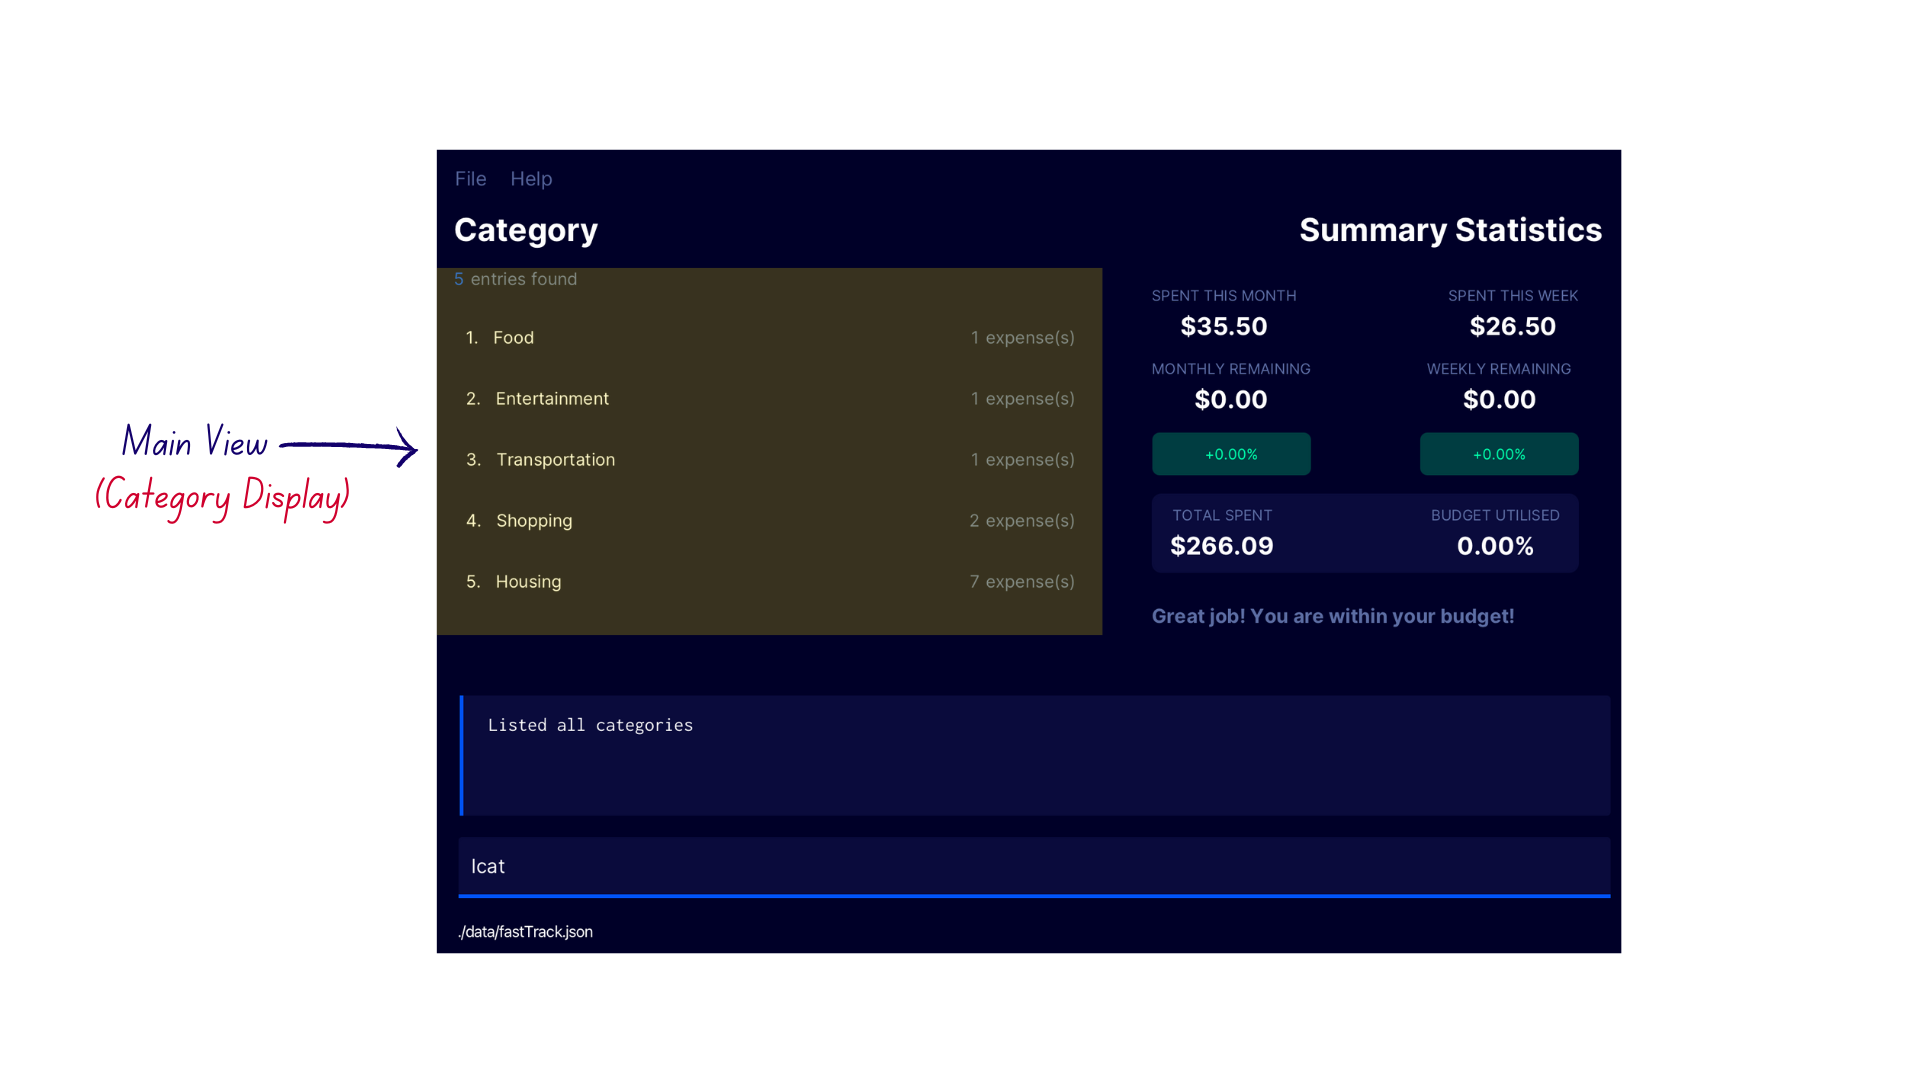 File Help
Category
5 entries found
1. Food 1 expense(s)
2. Entertainment 1 expense(s)
3. Transportation 1 expense(s)
4. Shopping 2 expense(s)
5. Housing 7 expense(s)
Main View
(Category Display)
Summary Statistics
SPENT THIS MONTH SPENT THIS WEEK
$35.50 $26.50
MONTHLY REMAINING WEEKLY REMAINING
$0.00 $0.00
+0.00% +0.00%
TOTAL SPENT BUDGET UTILISED
$266.09 0.00%
Great job! You are within your budget!
Listed all categories
lcat
./data/fastTrack.json